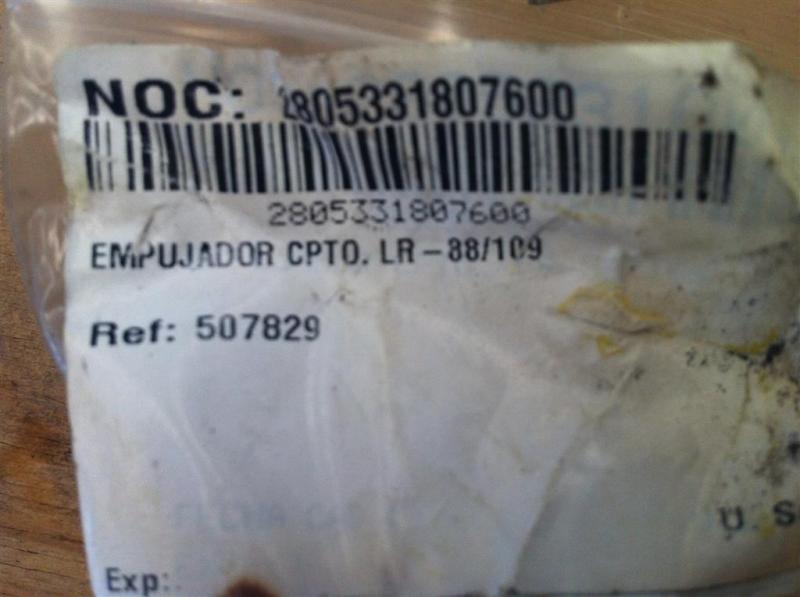 NOC: 2805331807600
2805331807600
EMPUJADOR CPTO. LR-88/109
Ref: 507829
U. S
Exp: